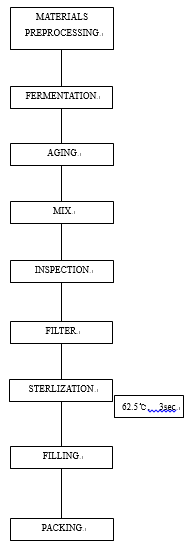 MATERIALS
PREPROCESSING
FERMENTATION
AGING
MIX
INSPECTION
FILTER
STERLIZATION
62.5℃ 3sec
FILLING
PACKING